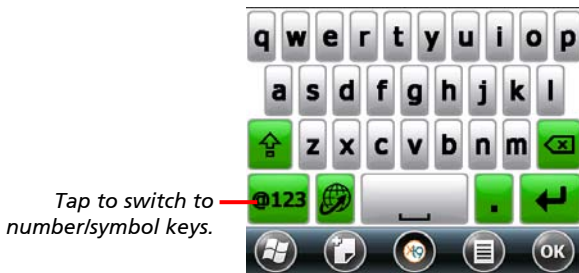 q w e r t y u i o p
a s d f g h j k l
z x c v b n m
@123 .
Tap to switch to
number/symbol keys.
OK